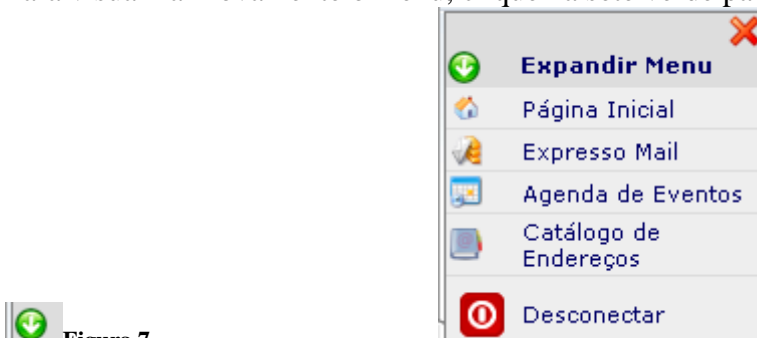 Expandir Menu
Página Inicial
Expresso Mail
Agenda de Eventos
Catálogo de
Endereços
Desconectar
Figura 7